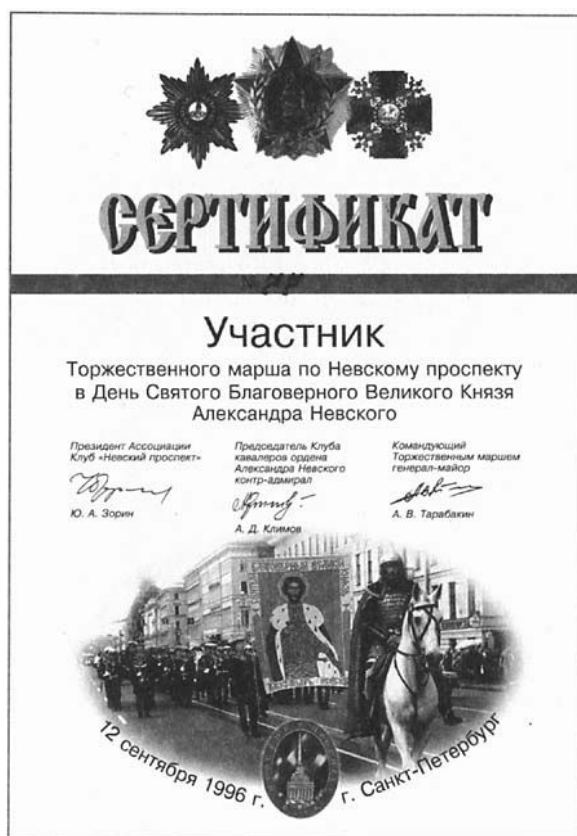 СЕРТИФИКАТ
Участник
Торжественного марша по Невскому проспекту
в День Святого Благоверного Великого Князя
Александра Невского
Президент Ассоциации
Клуб «Невский проспект»
Ю. А. Зорин
Председатель Клуба
кавалеров ордена
Александра Невского
контр-адмирал
А. Д. Климов
Командующий
Торжественным маршем
генерал-майор
А. В. Тарабакин
12 сентября 1996 г.
г. Санкт-Петербург